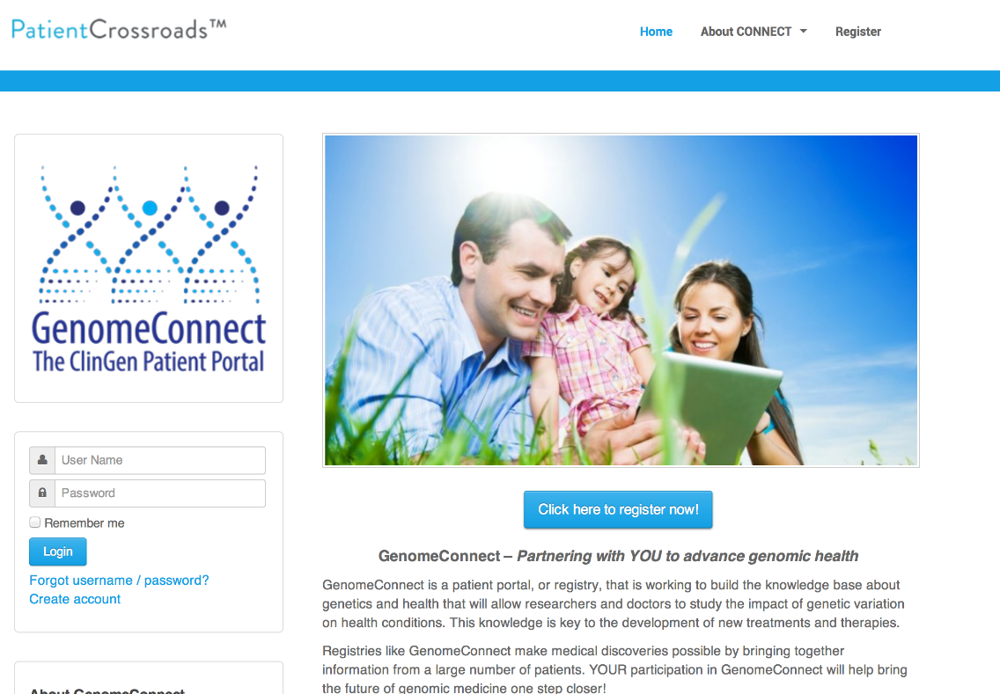 PatientCrossroads™
Home
About CONNECT
Register
GenomeConnect
The ClinGen Patient Portal
User Name
Password
Remember me
Login
Forgot username / password?
Create account
About GenomeConnect
Click here to register now!
GenomeConnect – Partnering with YOU to advance genomic health
GenomeConnect is a patient portal, or registry, that is working to build the knowledge base about
genetics and health that will allow researchers and doctors to study the impact of genetic variation
on health conditions. This knowledge is key to the development of new treatments and therapies.
Registries like GenomeConnect make medical discoveries possible by bringing together
information from a large number of patients. YOUR participation in GenomeConnect will help bring
the future of genomic medicine one step closer!